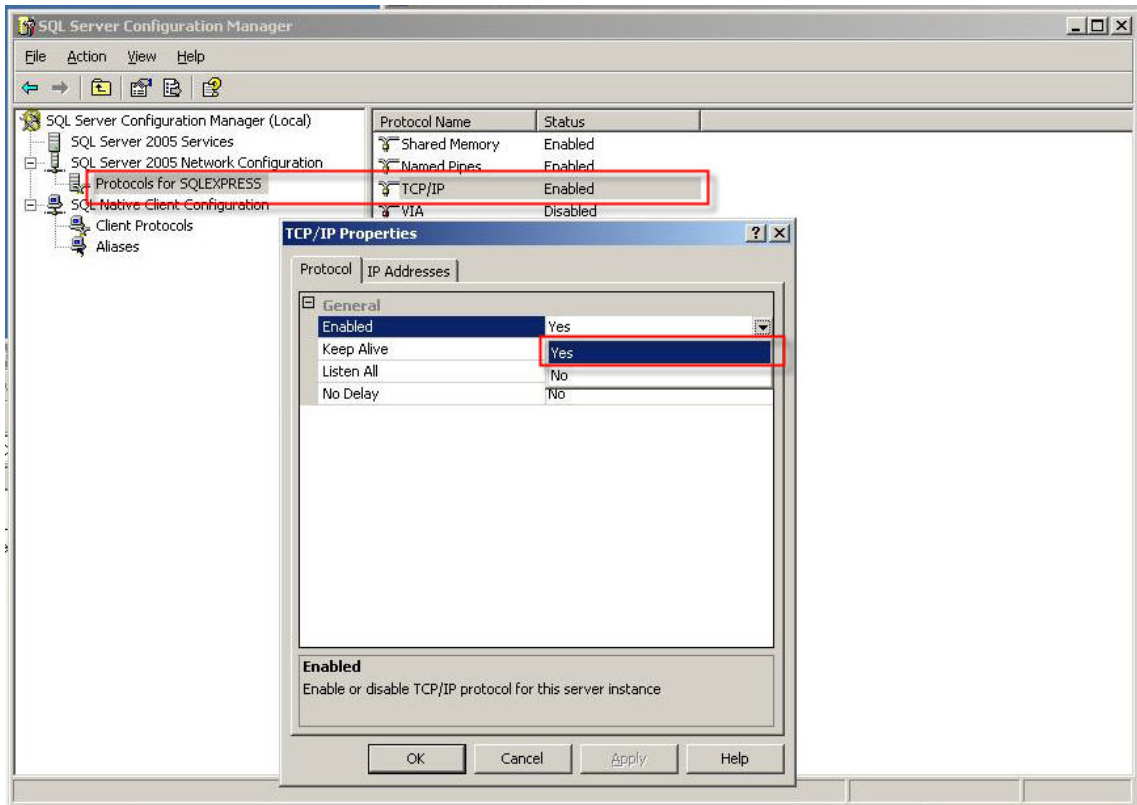 SQL Server Configuration Manager
File Action View Help
SQL Server Configuration Manager (Local)
SQL Server 2005 Services
SQL Server 2005 Network Configuration
Protocols for SQLEXPRESS
SQL Native Client Configuration
Client Protocols
Aliases
Protocol Name Status
Shared Memory Enabled
Named Pipes Enabled
TCP/IP Enabled
VIA Disabled
TCP/IP Properties
Protocol IP Addresses
General
Enabled Yes
Keep Alive Yes
Listen All No
No Delay No
Enabled
Enable or disable TCP/IP protocol for this server instance
OK Cancel Apply Help